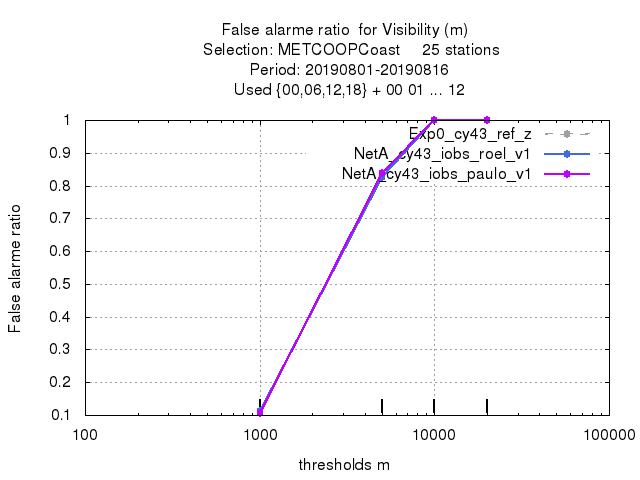 False alarme ratio  for Visibility (m)
Selection: METCOOPCoast     25 stations
Period: 20190801-20190816
Used {00,06,12,18} + 00 01 ... 12
1
0.9
0.8
0.7
0.6
0.5
0.4
0.3
0.2
0.1
False alarme ratio
Exp0_cy43_ref_z
NetA_cy43_iobs_roel_v1
NetA_cy43_iobs_paulo_v1
100 1000 10000 100000
thresholds m